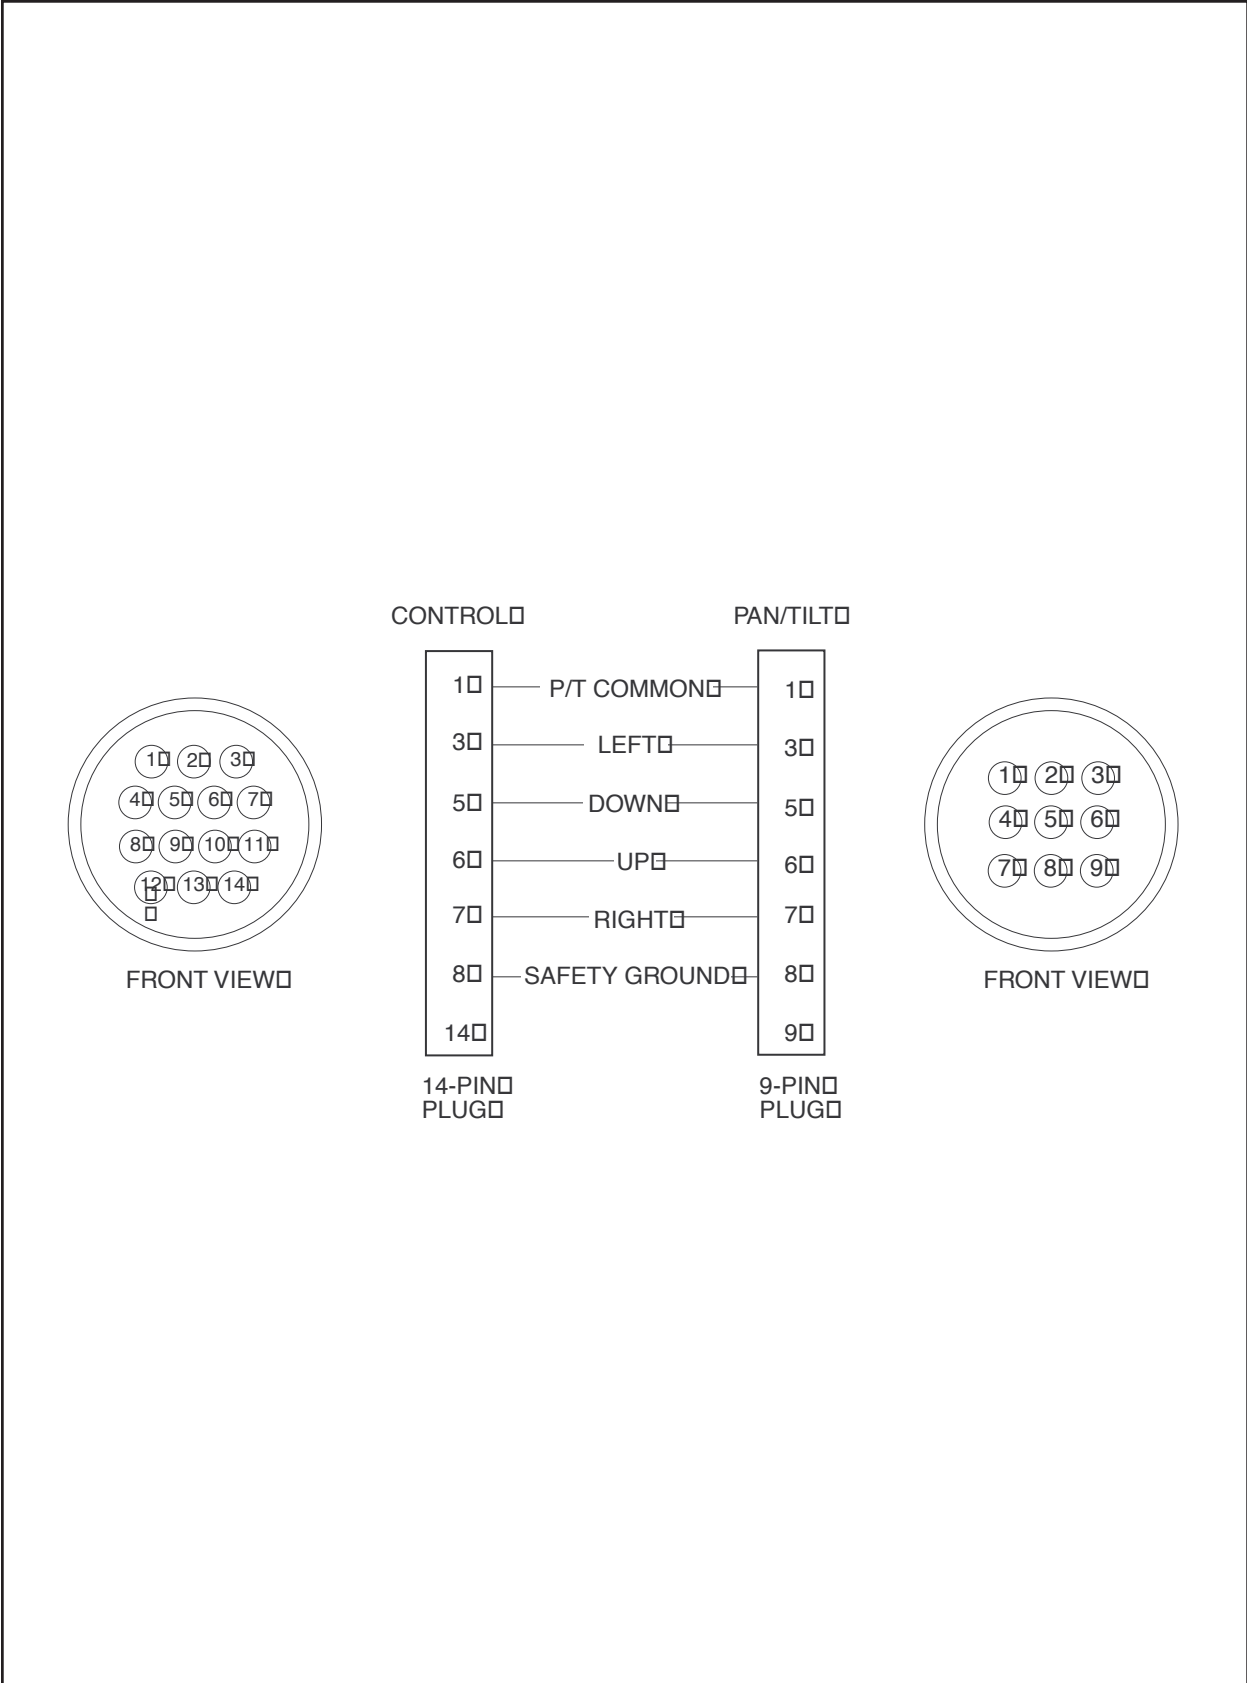 CONTROL PAN/TILT
1 P/T COMMON 1
3 LEFT 3
5 DOWN 5
6 UP 6
7 RIGHT 7
8 SAFETY GROUND 8
14 9
14-PIN
PLUG
9-PIN
PLUG
1 2 3
4 5 6 7
8 9 10 11
12 13 14
FRONT VIEW
1 2 3
4 5 6
7 8 9
FRONT VIEW